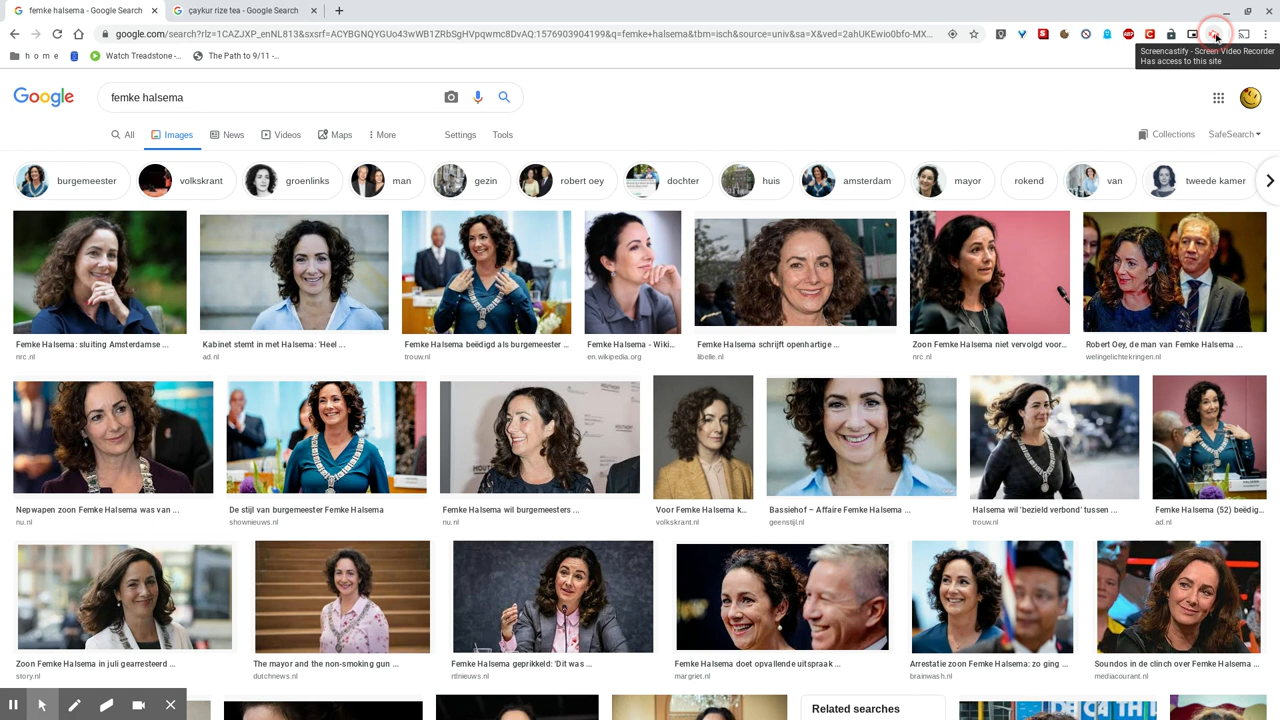 femke halsema - Google Search
çaykur rize tea - Google Search
google.com/search?rlz=1CAZJXP_enNL813&sxsrf=ACYBGNQYGUo43wWB1ZRbSgHVpqwmc8DvAQ:1576903904199&q=femke+halsema&tbm=isch&source=univ&sa=X&ved=2ahUKEwio0bfo-MX...
h o m e
Watch Treadstone -...
The Path to 9/11 -...
Screencastify - Screen Video Recorder
Has access to this site
Google
femke halsema
All
Images
News
Videos
Maps
More
Settings
Tools
Collections
SafeSearch
burgemeester
volkskrant
groenlinks
man
gezin
robert oey
dochter
huis
amsterdam
mayor
rokend
van
tweede kamer
Femke Halsema: sluiting Amsterdamse ...
nrc.nl
Kabinet stemt in met Halsema: 'Heel ...
ad.nl
Femke Halsema beëdigd als burgemeester ...
trouw.nl
Femke Halsema - Wiki...
en.wikipedia.org
Femke Halsema schrijft openhartige ...
libelle.nl
Zoon Femke Halsema niet vervolgd voor...
nrc.nl
Robert Oey, de man van Femke Halsema ...
welingelichtekringen.nl
Nepwapen zoon Femke Halsema was van ...
nu.nl
De stijl van burgemeester Femke Halsema
shownieuws.nl
Femke Halsema wil burgemeesters ...
nu.nl
Voor Femke Halsema k...
volkskrant.nl
Bassiehof – Affaire Femke Halsema ...
geenstijl.nl
Halsema wil 'bezield verbond' tussen ...
trouw.nl
Femke Halsema (52) beëdig...
ad.nl
Zoon Femke Halsema in juli gearresteerd ...
story.nl
The mayor and the non-smoking gun ...
dutchnews.nl
Femke Halsema geprikkeld: 'Dit was ...
rtlnieuws.nl
Femke Halsema doet opvallende uitspraak ...
margriet.nl
Arrestatie zoon Femke Halsema: zo ging ...
brainwash.nl
Soundos in de clinch over Femke Halsema ...
mediacourant.nl
Related searches